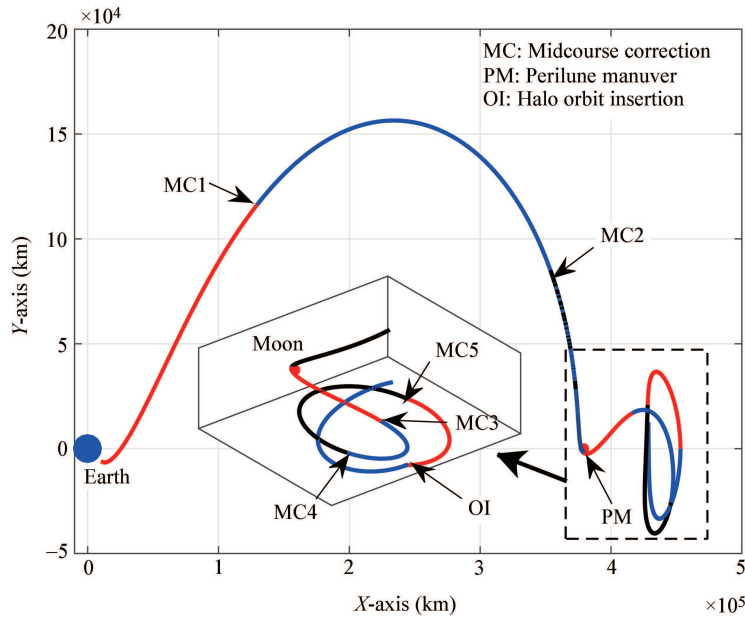 20
×10⁴
MC: Midcourse correction
PM: Perilune manuver
OI: Halo orbit insertion
15
MC1
MC2
10
Y-axis (km)
Moon
MC5
5
MC3
0
Earth
MC4
OI
PM
−5
0
1
2
3
4
5
X-axis (km)
×10⁵